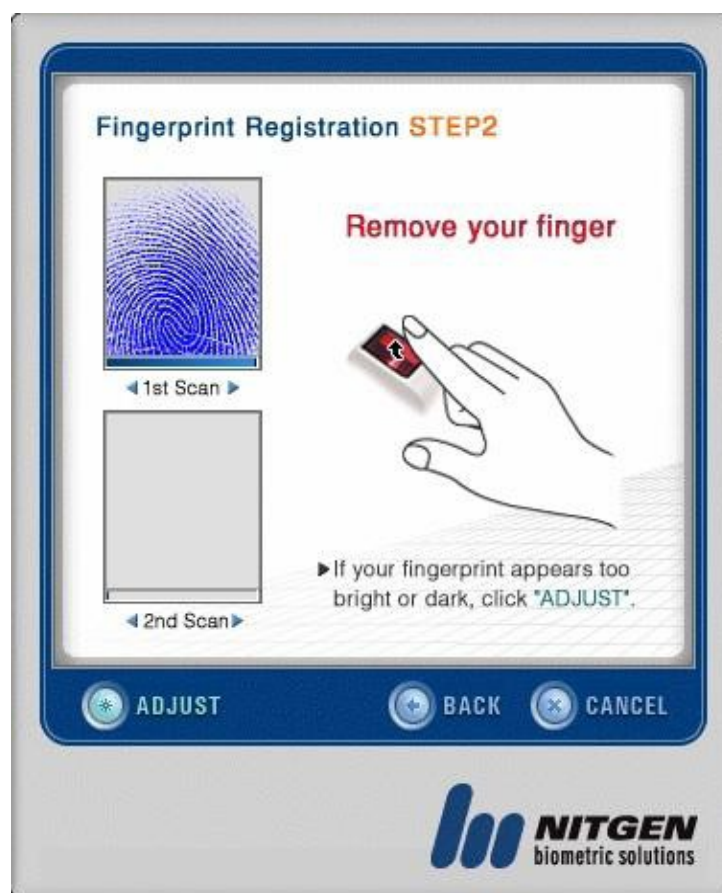 Fingerprint Registration STEP2
Remove your finger
1st Scan
2nd Scan
If your fingerprint appears too
bright or dark, click "ADJUST".
ADJUST
BACK
CANCEL
NITGEN
biometric solutions